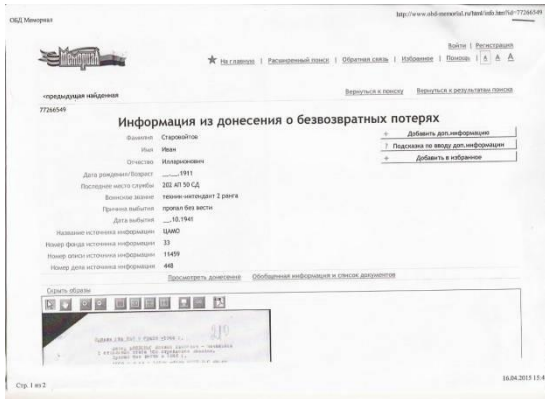 ОБД Мемориал
http://www.obd-memorial.ru/html/info.htm?id=77266549
Войти | Регистрация
Мемориал
На главную | Расширенный поиск | Обратная связь | Избранное | Помощь | А А А
<предыдущая найденная
Вернуться к поиску Вернуться к результатам поиска
77266549
Информация из донесения о безвозвратных потерях
Фамилия Старовойтов
Имя Иван
Отчество Илларионович
Дата рождения/Возраст __.__.1911
Последнее место службы 202 АП 50 СД
Воинское звание техник-интендант 2 ранга
Причина выбытия пропал без вести
Дата выбытия __.10.1941
Название источника информации ЦАМО
Номер фонда источника информации 33
Номер описи источника информации 11459
Номер дела источника информации 448
+ Добавить доп.информацию
? Подсказка по вводу доп.информации
+ Добавить в избранное
Просмотреть донесение Обобщенная информация и список документов
Скрыть образы
Стр. 1 из 2
16.04.2015 15:4